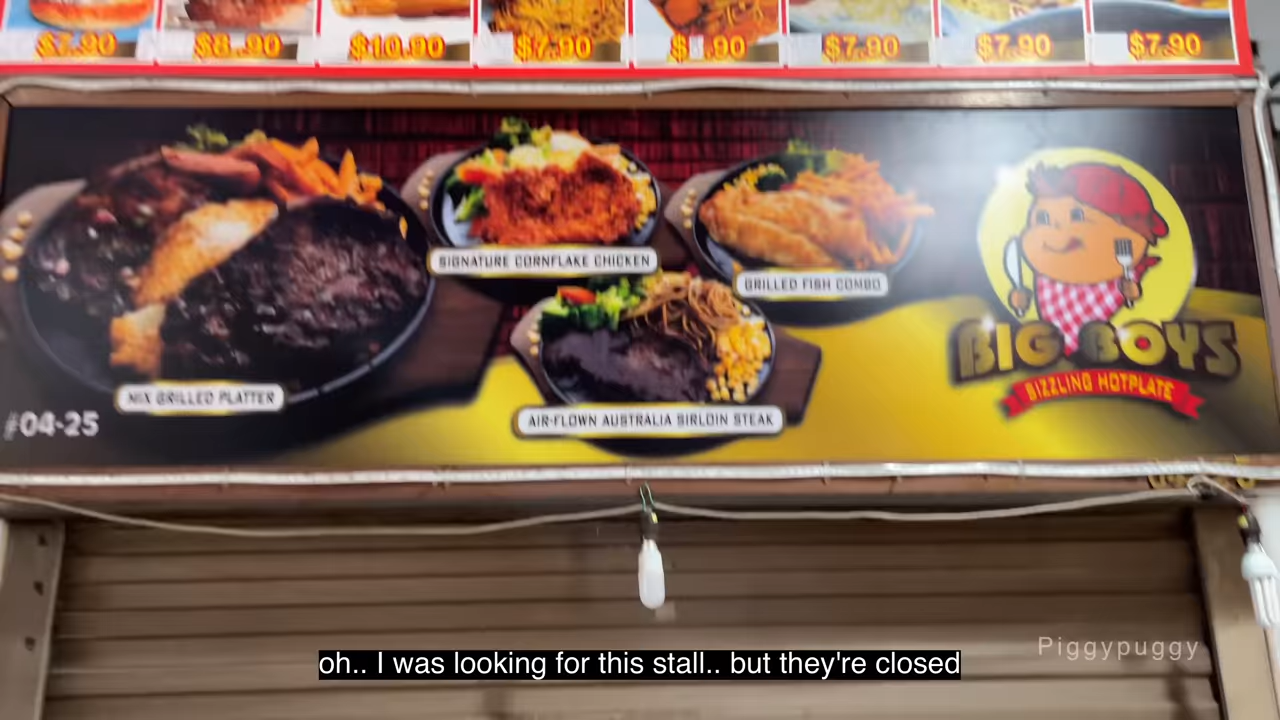 $7.90 $8.90 $10.90 $7.90 $ .90 $7.90 $7.90 $7.90
SIGNATURE CORNFLAKE CHICKEN
GRILLED FISH COMBO
MIX GRILLED PLATTER
AIR-FLOWN AUSTRALIA SIRLOIN STEAK
BIG BOYS
SIZZLING HOTPLATE
#04-25
Piggypuggy
oh.. I was looking for this stall.. but they're closed